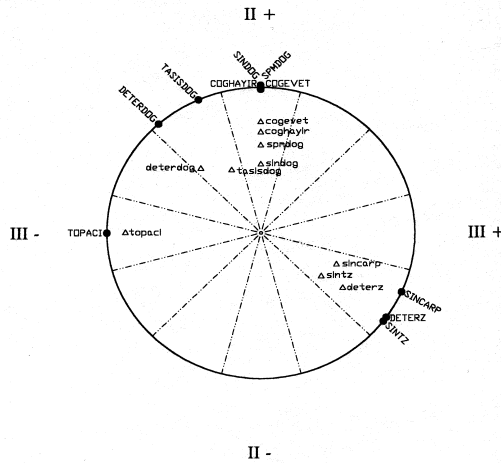 II +
SINDOG
SPMDOG
COGHAYIR
COGEVET
TASISDOG
DETERDOG
cogevet
coghayir
spmdog
sindog
deterdog
tasisdog
III -
TOPACI
topaci
III +
sincarp
sintz
deterz
SINCARP
DETERZ
SINTZ
II -